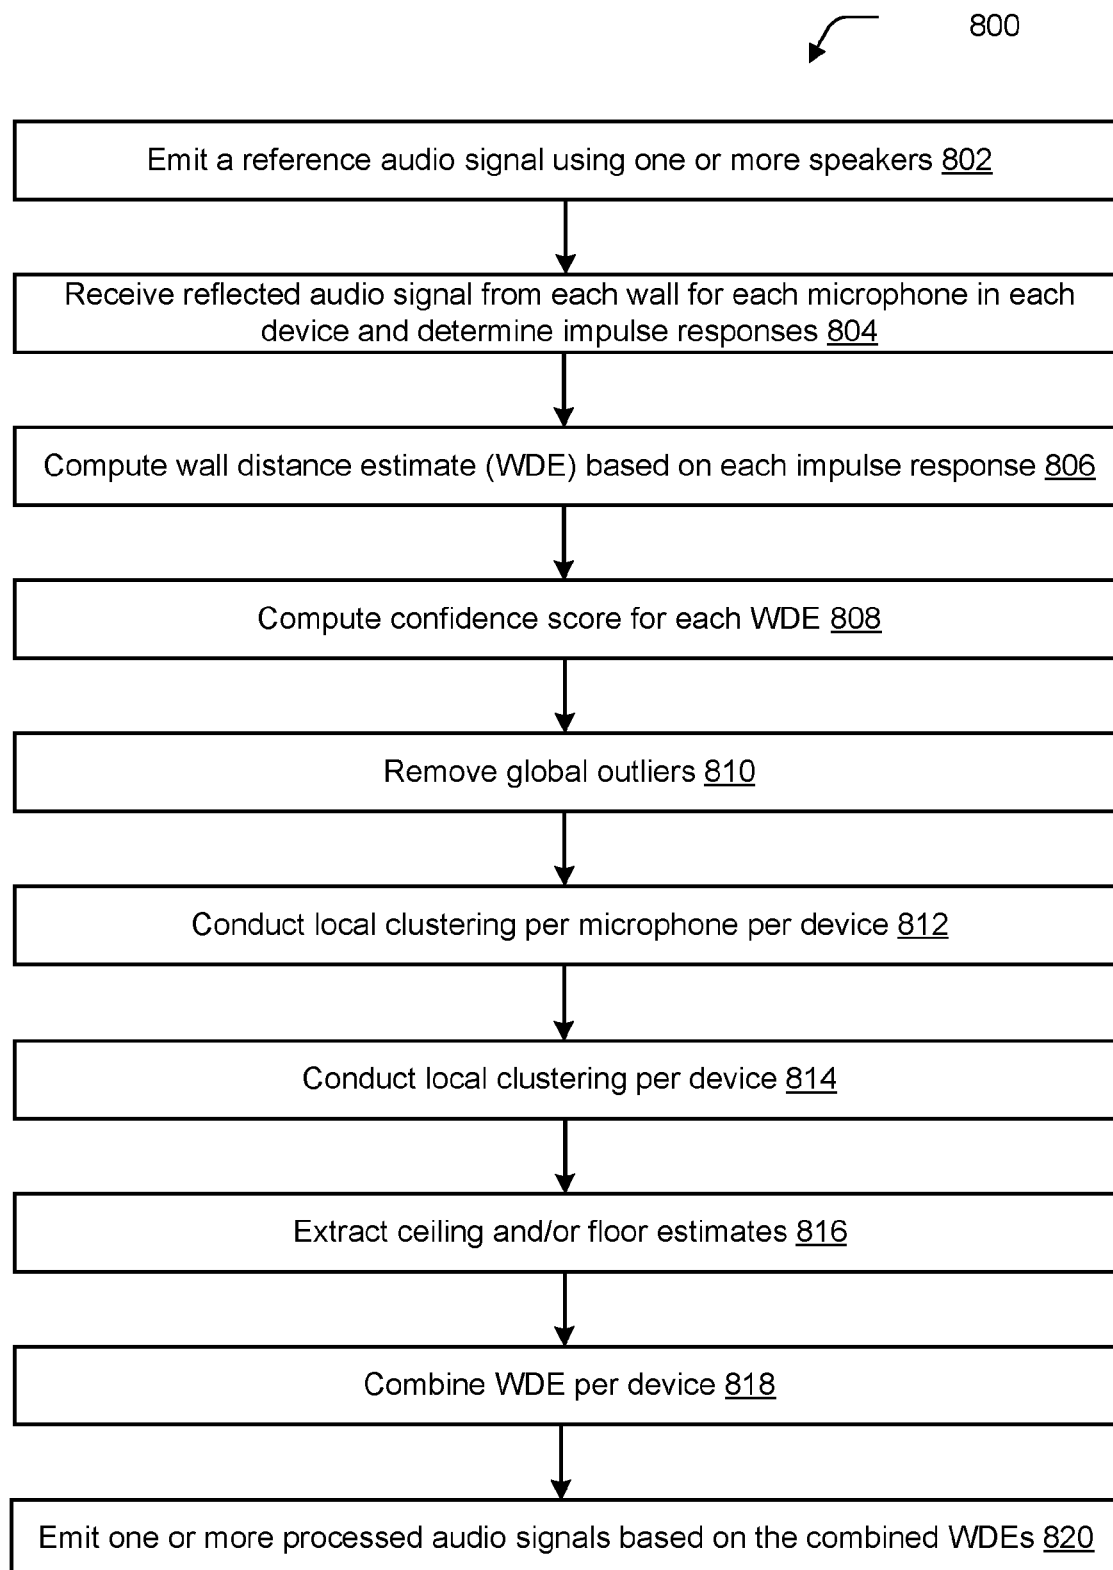 800
Emit a reference audio signal using one or more speakers 802
Receive reflected audio signal from each wall for each microphone in each
device and determine impulse responses 804
Compute wall distance estimate (WDE) based on each impulse response 806
Compute confidence score for each WDE 808
Remove global outliers 810
Conduct local clustering per microphone per device 812
Conduct local clustering per device 814
Extract ceiling and/or floor estimates 816
Combine WDE per device 818
Emit one or more processed audio signals based on the combined WDEs 820